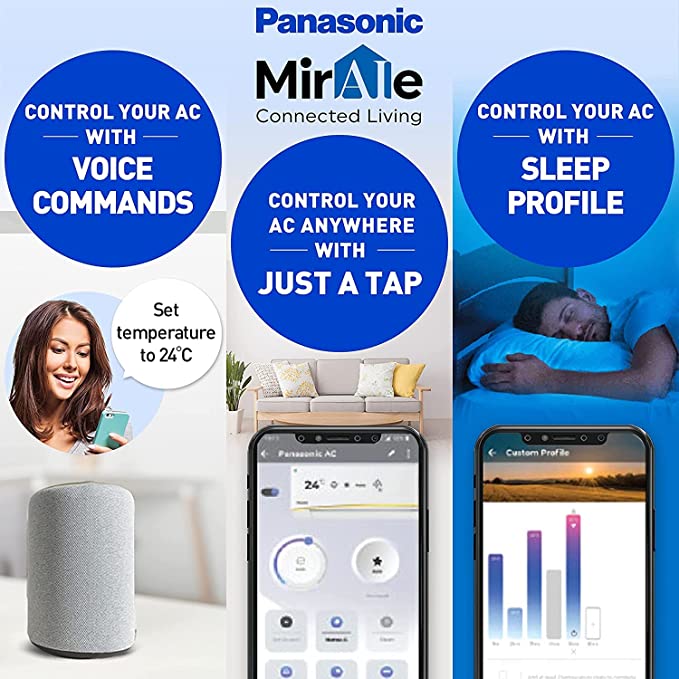 Panasonic
MirAIe
Connected Living
CONTROL YOUR AC
WITH
VOICE
COMMANDS
CONTROL YOUR
AC ANYWHERE
WITH
JUST A TAP
CONTROL YOUR AC
WITH
SLEEP
PROFILE
Set
temperature
to 24°C
Panasonic AC
24°
Custom Profile